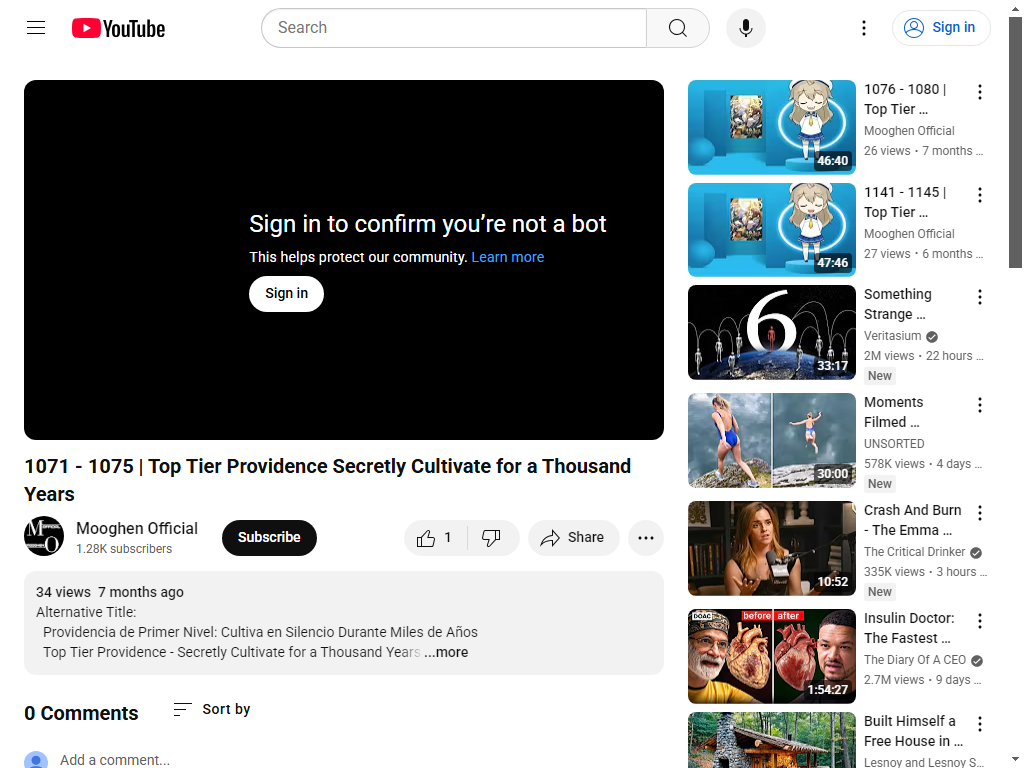 YouTube
Search
Sign in
Sign in to confirm you're not a bot
This helps protect our community. Learn more
Sign in
1071 - 1075 | Top Tier Providence Secretly Cultivate for a Thousand
Years
Mooghen Official
1.28K subscribers
Subscribe
1
Share
34 views 7 months ago
Alternative Title:
Providencia de Primer Nivel: Cultiva en Silencio Durante Miles de Años
Top Tier Providence - Secretly Cultivate for a Thousand Years ...more
0 Comments
Sort by
Add a comment...
46:40
1076 - 1080 |
Top Tier ...
Mooghen Official
26 views • 7 months ...
47:46
1141 - 1145 |
Top Tier ...
Mooghen Official
27 views • 6 months ...
6
33:17
Something
Strange ...
Veritasium
2M views • 22 hours ...
New
30:00
Moments
Filmed ...
UNSORTED
578K views • 4 days ...
New
10:52
Crash And Burn
- The Emma ...
The Critical Drinker
335K views • 3 hours ...
New
DOAC
before after
1:54:27
Insulin Doctor:
The Fastest ...
The Diary Of A CEO
2.7M views • 9 days ...
Built Himself a
Free House in ...
Lesnoy and Lesnoy S...